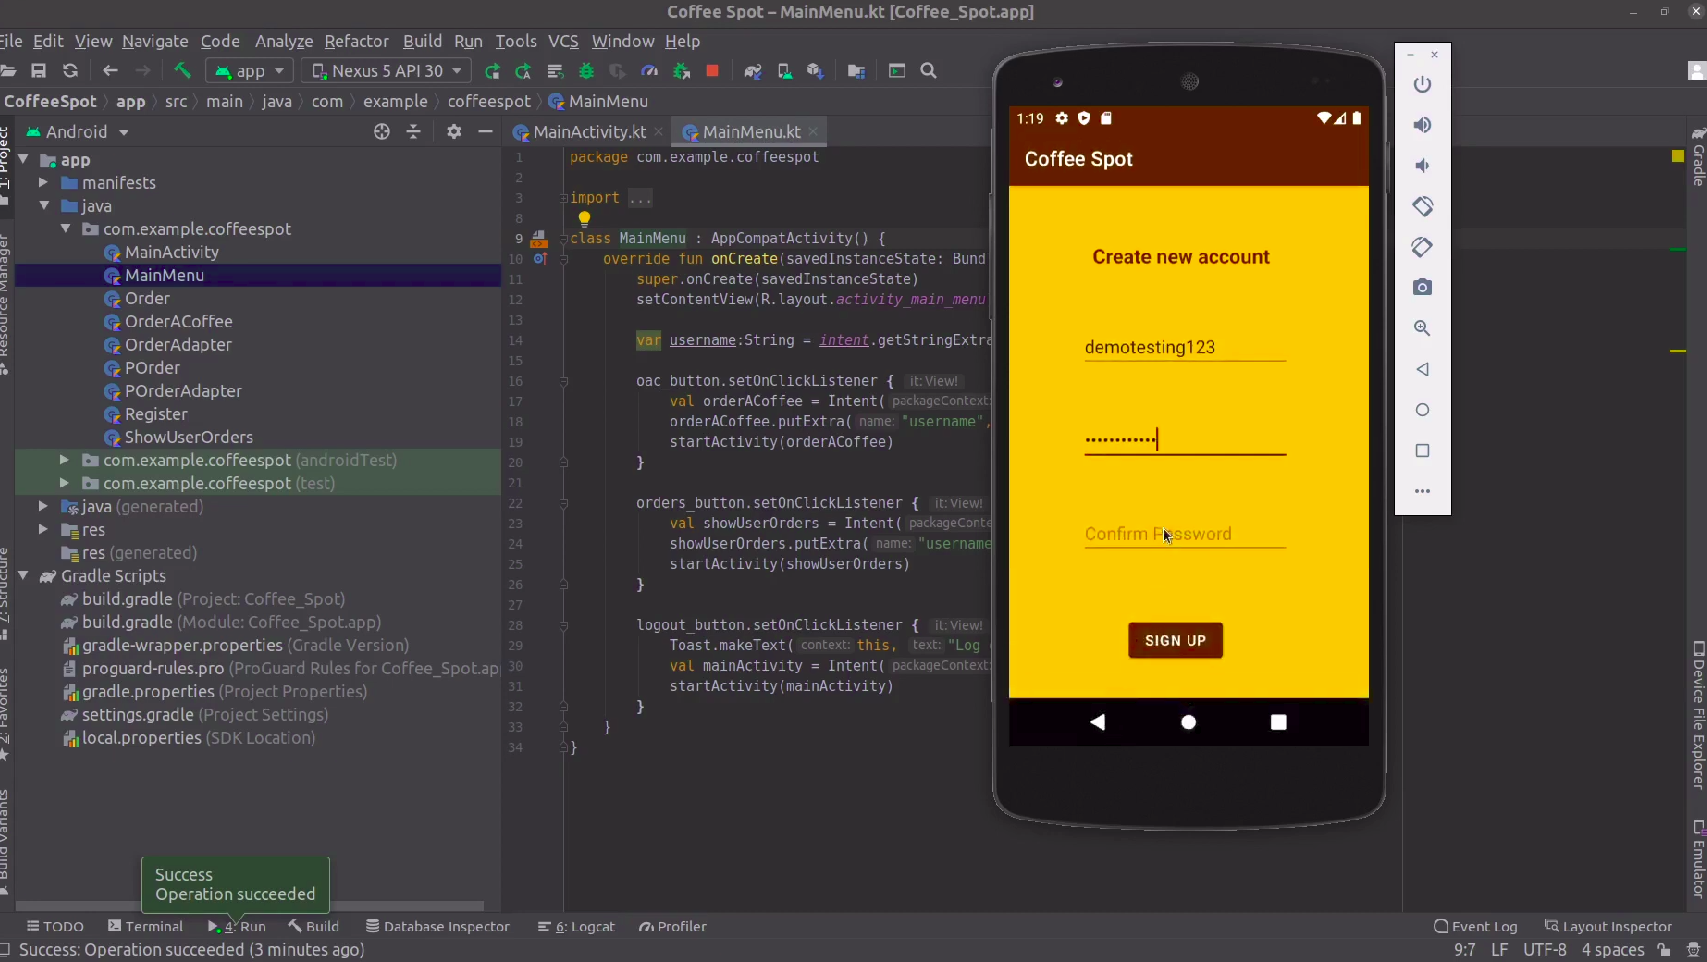 Coffee Spot – MainMenu.kt [Coffee_Spot.app]
File Edit View Navigate Code Analyze Refactor Build Run Tools VCS Window Help
app Nexus 5 API 30
CoffeeSpot app src main java com example coffeespot MainMenu
Android
MainActivity.kt MainMenu.kt
1: Project
Resource Manager
7: Structure
2: Favorites
Build Variants
app
manifests
java
com.example.coffeespot
MainActivity
MainMenu
Order
OrderACoffee
OrderAdapter
POrder
POrderAdapter
Register
ShowUserOrders
com.example.coffeespot (androidTest)
com.example.coffeespot (test)
java (generated)
res
res (generated)
Gradle Scripts
build.gradle (Project: Coffee_Spot)
build.gradle (Module: Coffee_Spot.app)
gradle-wrapper.properties (Gradle Version)
proguard-rules.pro (ProGuard Rules for Coffee_Spot.app
gradle.properties (Project Properties)
settings.gradle (Project Settings)
local.properties (SDK Location)
1 package com.example.coffeespot
2
3 import ...
8
9 class MainMenu : AppCompatActivity() {
10 override fun onCreate(savedInstanceState: Bund
11 super.onCreate(savedInstanceState)
12 setContentView(R.layout.activity_main_menu
13
14 var username:String = intent.getStringExtra
16 oac_button.setOnClickListener { it: View!
17 val orderACoffee = Intent( packageContext:
18 orderACoffee.putExtra( name: "username",
19 startActivity(orderACoffee)
20 }
21
22 orders_button.setOnClickListener { it: View!
23 val showUserOrders = Intent( packageConte
24 showUserOrders.putExtra( name: "username
25 startActivity(showUserOrders)
26 }
27
28 logout_button.setOnClickListener { it: View!
29 Toast.makeText( context: this, text: "Log
30 val mainActivity = Intent( packageContext
31 startActivity(mainActivity)
32 }
33 }
34 }
1:19
Coffee Spot
Create new account
demotesting123
••••••••••••
Confirm Password
SIGN UP
Gradle
Device File Explorer
Emulator
Success
Operation succeeded
TODO Terminal 4: Run Build Database Inspector 6: Logcat Profiler Event Log Layout Inspector
Success: Operation succeeded (3 minutes ago) 9:7 LF UTF-8 4 spaces